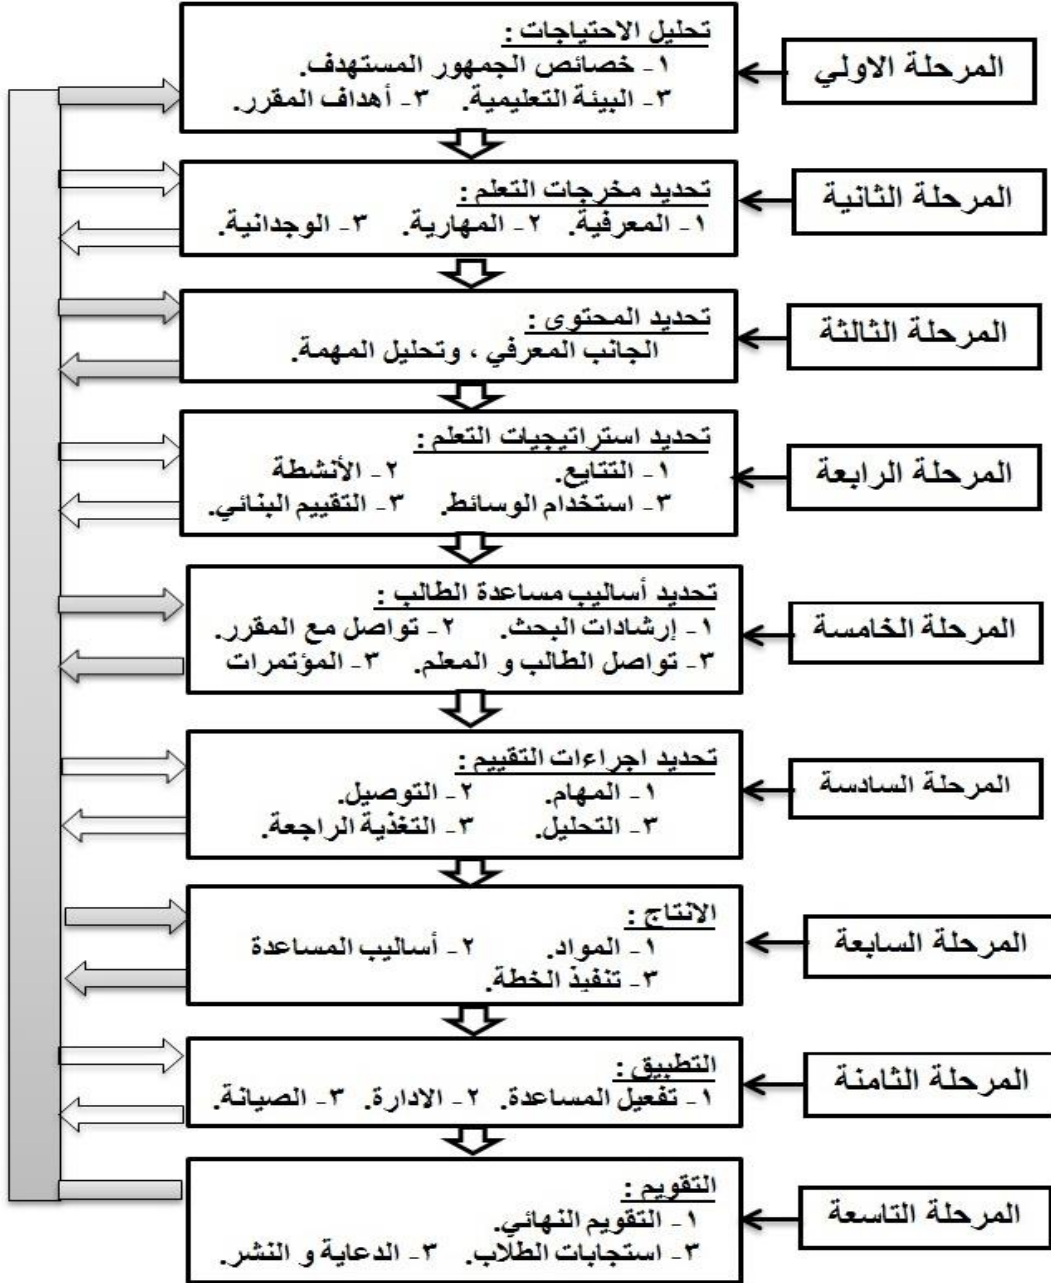 المرحلة الاولي
تحليل الاحتياجات :
١- خصائص الجمهور المستهدف.
٣- البيئة التعليمية. ٣- أهداف المقرر.
المرحلة الثانية
تحديد مخرجات التعلم :
١- المعرفية. ٢- المهارية. ٣- الوجدانية.
المرحلة الثالثة
تحديد المحتوى :
الجانب المعرفي ، وتحليل المهمة.
المرحلة الرابعة
تحديد استراتيجيات التعلم :
١- التتابع. ٢- الأنشطة
٣- استخدام الوسائط. ٣- التقييم البنائي.
المرحلة الخامسة
تحديد أساليب مساعدة الطالب :
١- إرشادات البحث. ٢- تواصل مع المقرر.
٣- تواصل الطالب و المعلم. ٣- المؤتمرات
المرحلة السادسة
تحديد اجراءات التقييم :
١- المهام. ٢- التوصيل.
٣- التحليل. ٣- التغذية الراجعة.
المرحلة السابعة
الانتاج :
١- المواد. ٢- أساليب المساعدة
٣- تنفيذ الخطة.
المرحلة الثامنة
التطبيق :
١- تفعيل المساعدة. ٢- الادارة. ٣- الصيانة.
المرحلة التاسعة
التقويم :
١- التقويم النهائي.
٣- استجابات الطلاب. ٣- الدعاية و النشر.